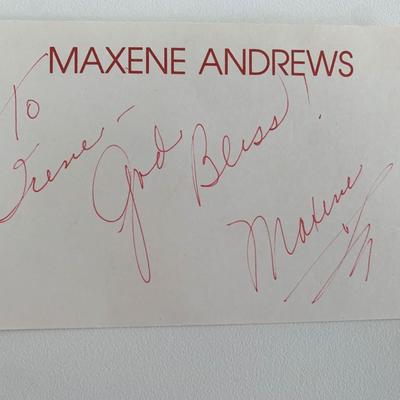 MAXENE ANDREWS
To
Irene -
God Bless!
Maxene